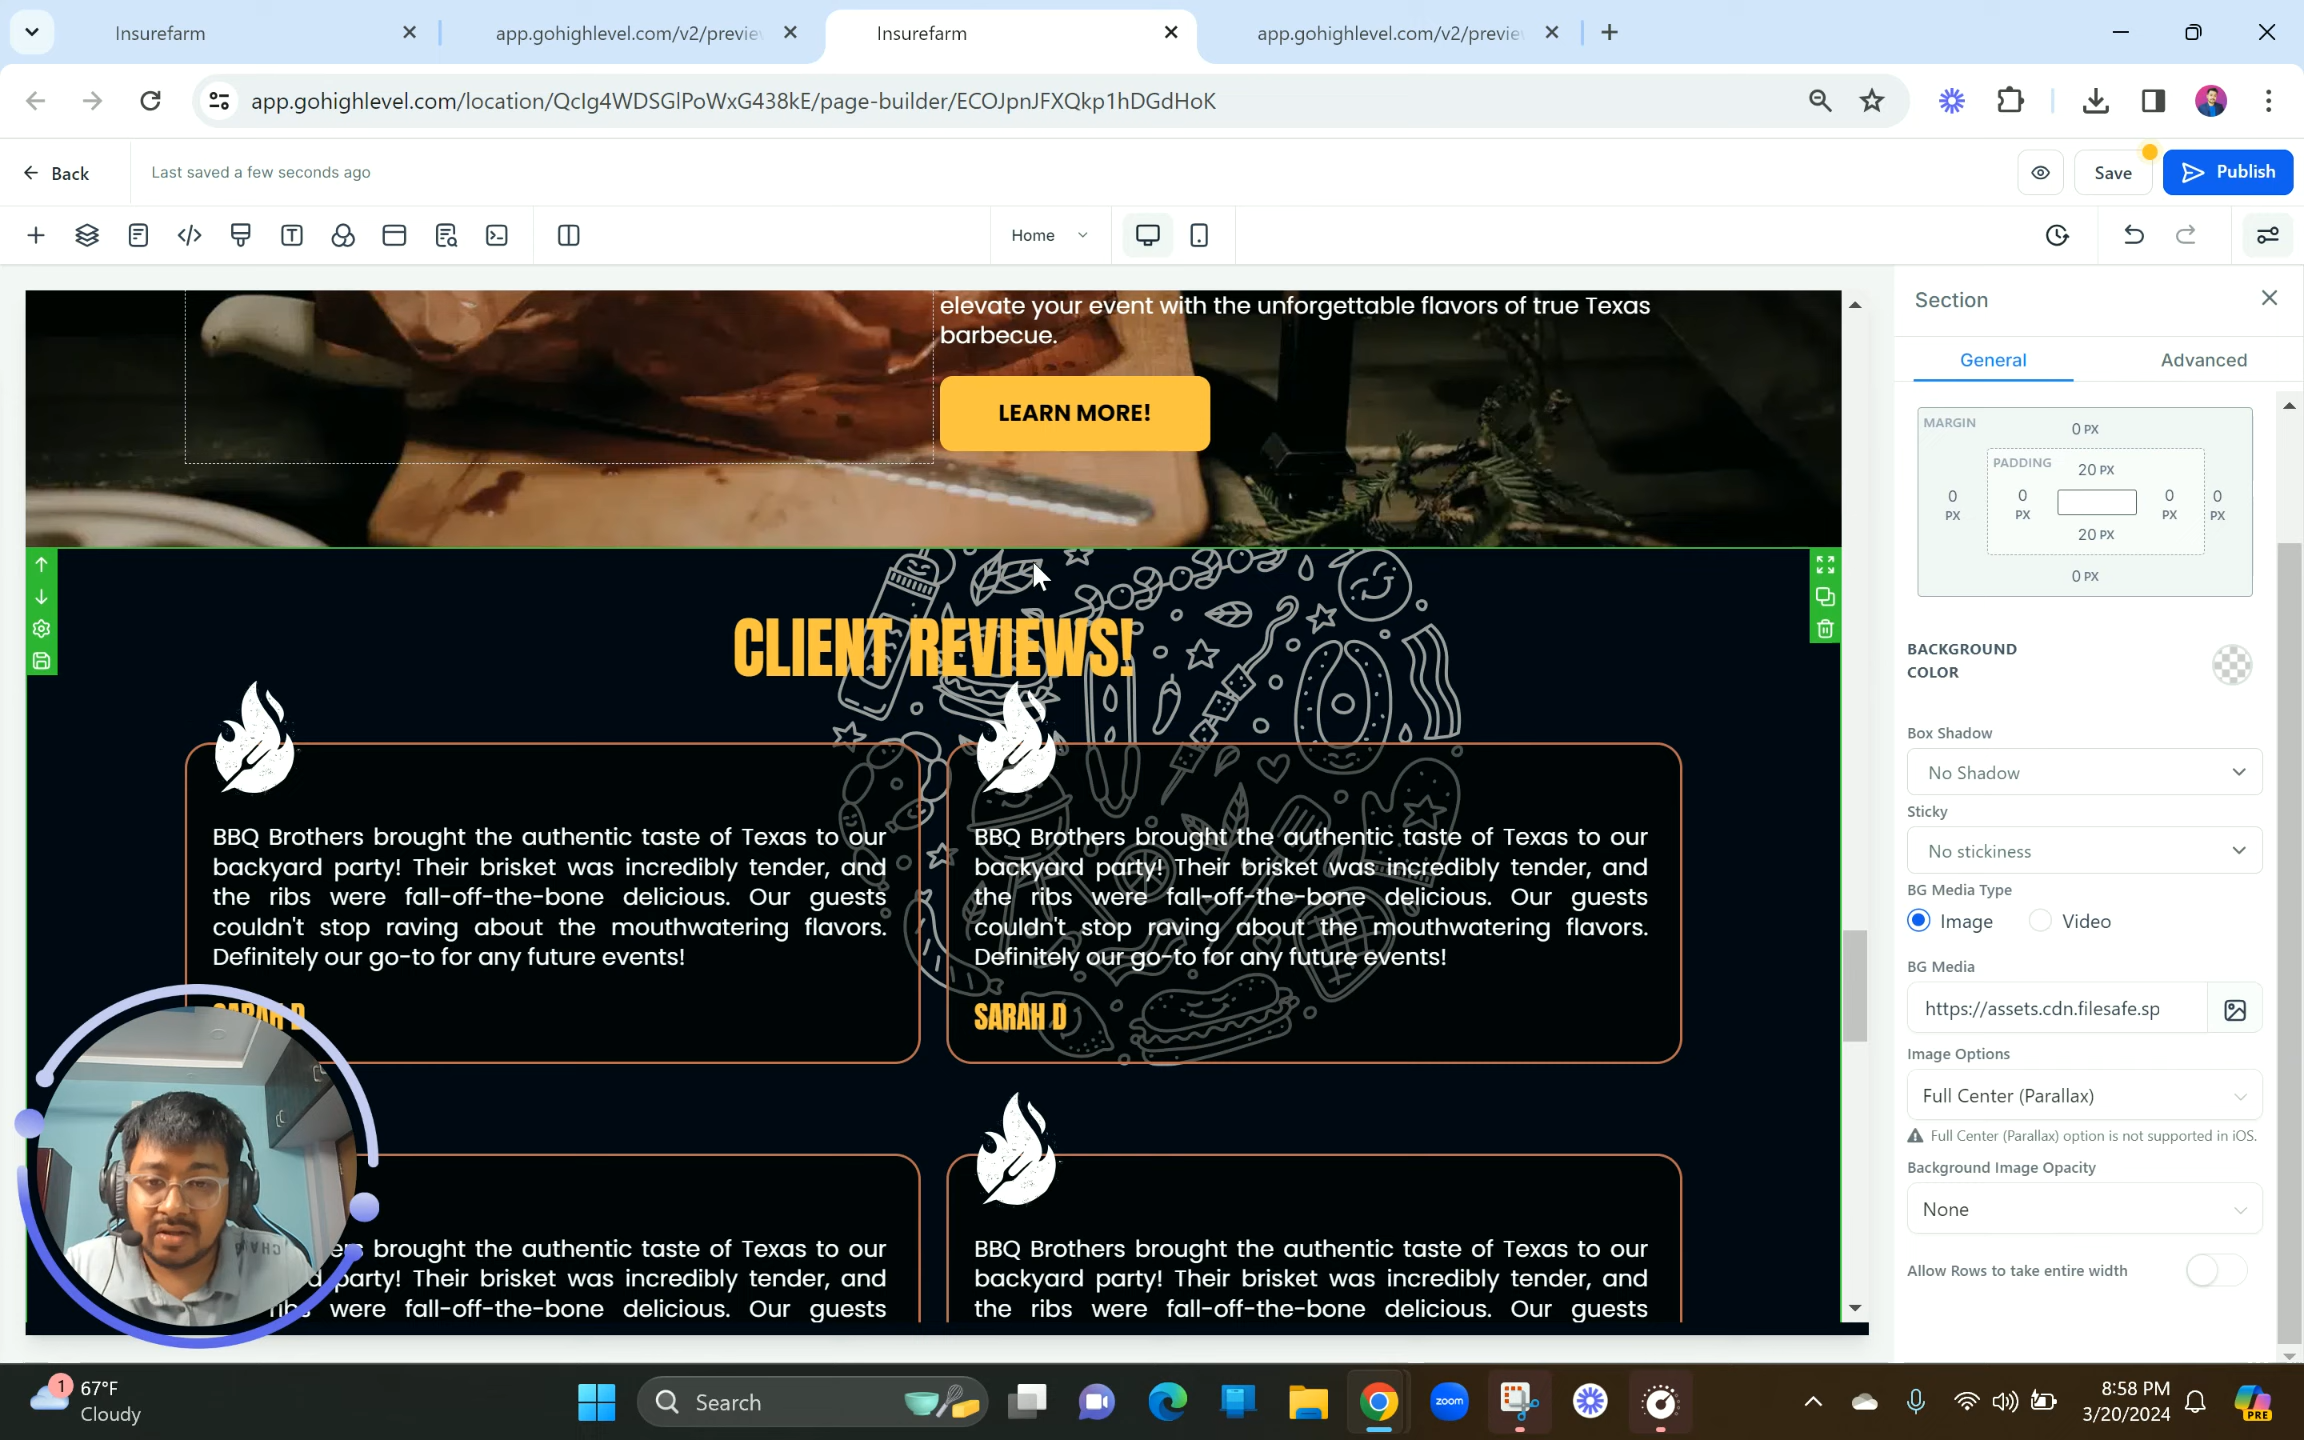 Insurefarm
app.gohighlevel.com/v2/previe
Insurefarm
app.gohighlevel.com/v2/previe
app.gohighlevel.com/location/QcIg4WDSGlPoWxG438kE/page-builder/ECOJpnJFXQkp1hDGdHoK
Back
Last saved a few seconds ago
Save
Publish
Home
Section
General
Advanced
elevate your event with the unforgettable flavors of true Texas
barbecue.
LEARN MORE!
MARGIN
0 PX
PADDING
20 PX
0
PX
0
PX
0
PX
0
PX
20 PX
0 PX
CLIENT REVIEWS!
BACKGROUND
COLOR
Box Shadow
No Shadow
Sticky
No stickiness
BG Media Type
Image
Video
BG Media
https://assets.cdn.filesafe.sp
Image Options
Full Center (Parallax)
Full Center (Parallax) option is not supported in iOS.
Background Image Opacity
None
Allow Rows to take entire width
BBQ Brothers brought the authentic taste of Texas to our
backyard party! Their brisket was incredibly tender, and
the ribs were fall-off-the-bone delicious. Our guests
couldn't stop raving about the mouthwatering flavors.
Definitely our go-to for any future events!
SARAH D
BBQ Brothers brought the authentic taste of Texas to our
backyard party! Their brisket was incredibly tender, and
the ribs were fall-off-the-bone delicious. Our guests
couldn't stop raving about the mouthwatering flavors.
Definitely our go-to for any future events!
SARAH D
brought the authentic taste of Texas to our
party! Their brisket was incredibly tender, and
were fall-off-the-bone delicious. Our guests
BBQ Brothers brought the authentic taste of Texas to our
backyard party! Their brisket was incredibly tender, and
the ribs were fall-off-the-bone delicious. Our guests
1
67°F
Cloudy
Search
zoom
8:58 PM
3/20/2024
PRE